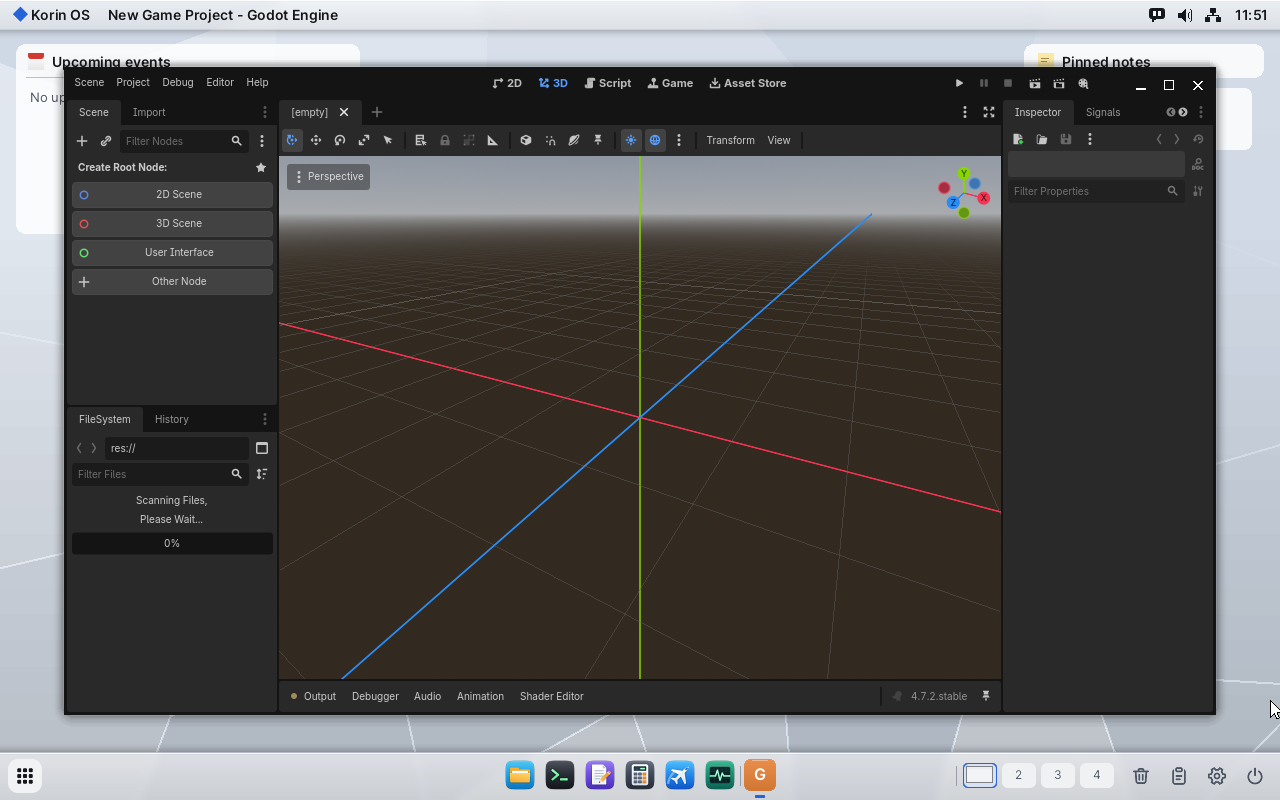 Korin OS New Game Project - Godot Engine 11:51
Upcoming events
No up
Pinned notes
Scene Project Debug Editor Help
2D 3D Script Game Asset Store
Scene Import
Filter Nodes
Create Root Node:
2D Scene
3D Scene
User Interface
Other Node
FileSystem History
res://
Filter Files
Scanning Files,
Please Wait...
0%
[empty]
Transform View
Perspective
Y
X
Z
Output Debugger Audio Animation Shader Editor 4.7.2.stable
Inspector Signals
Filter Properties
G
2 3 4